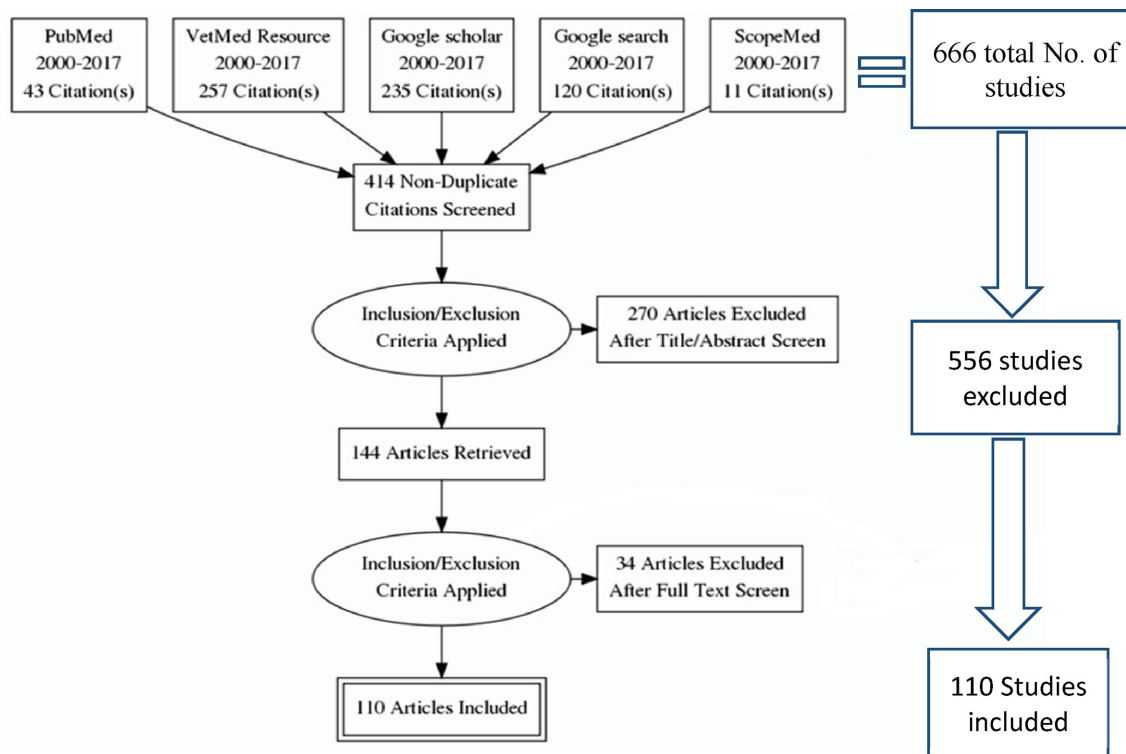 PubMed
2000-2017
43 Citation(s)
VetMed Resource
2000-2017
257 Citation(s)
Google scholar
2000-2017
235 Citation(s)
Google search
2000-2017
120 Citation(s)
ScopeMed
2000-2017
11 Citation(s)
666 total No. of
studies
414 Non-Duplicate
Citations Screened
Inclusion/Exclusion
Criteria Applied
270 Articles Excluded
After Title/Abstract Screen
556 studies
excluded
144 Articles Retrieved
Inclusion/Exclusion
Criteria Applied
34 Articles Excluded
After Full Text Screen
110 Articles Included
110 Studies
included